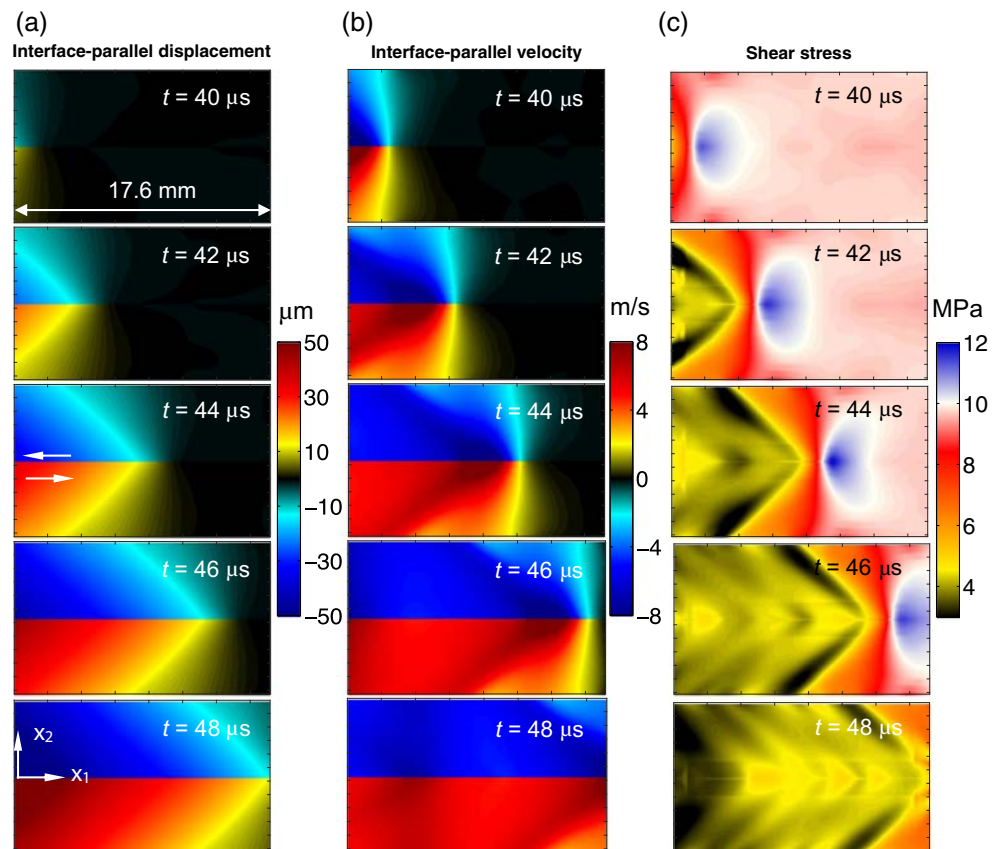 (a)
Interface-parallel displacement
t = 40 μs
17.6 mm
t = 42 μs
μm
50
30
10
−10
−30
−50
t = 44 μs
t = 46 μs
t = 48 μs
x2
x1
(b)
Interface-parallel velocity
t = 40 μs
t = 42 μs
m/s
8
4
0
−4
−8
t = 44 μs
t = 46 μs
t = 48 μs
(c)
Shear stress
t = 40 μs
t = 42 μs
MPa
12
10
8
6
4
t = 44 μs
t = 46 μs
t = 48 μs